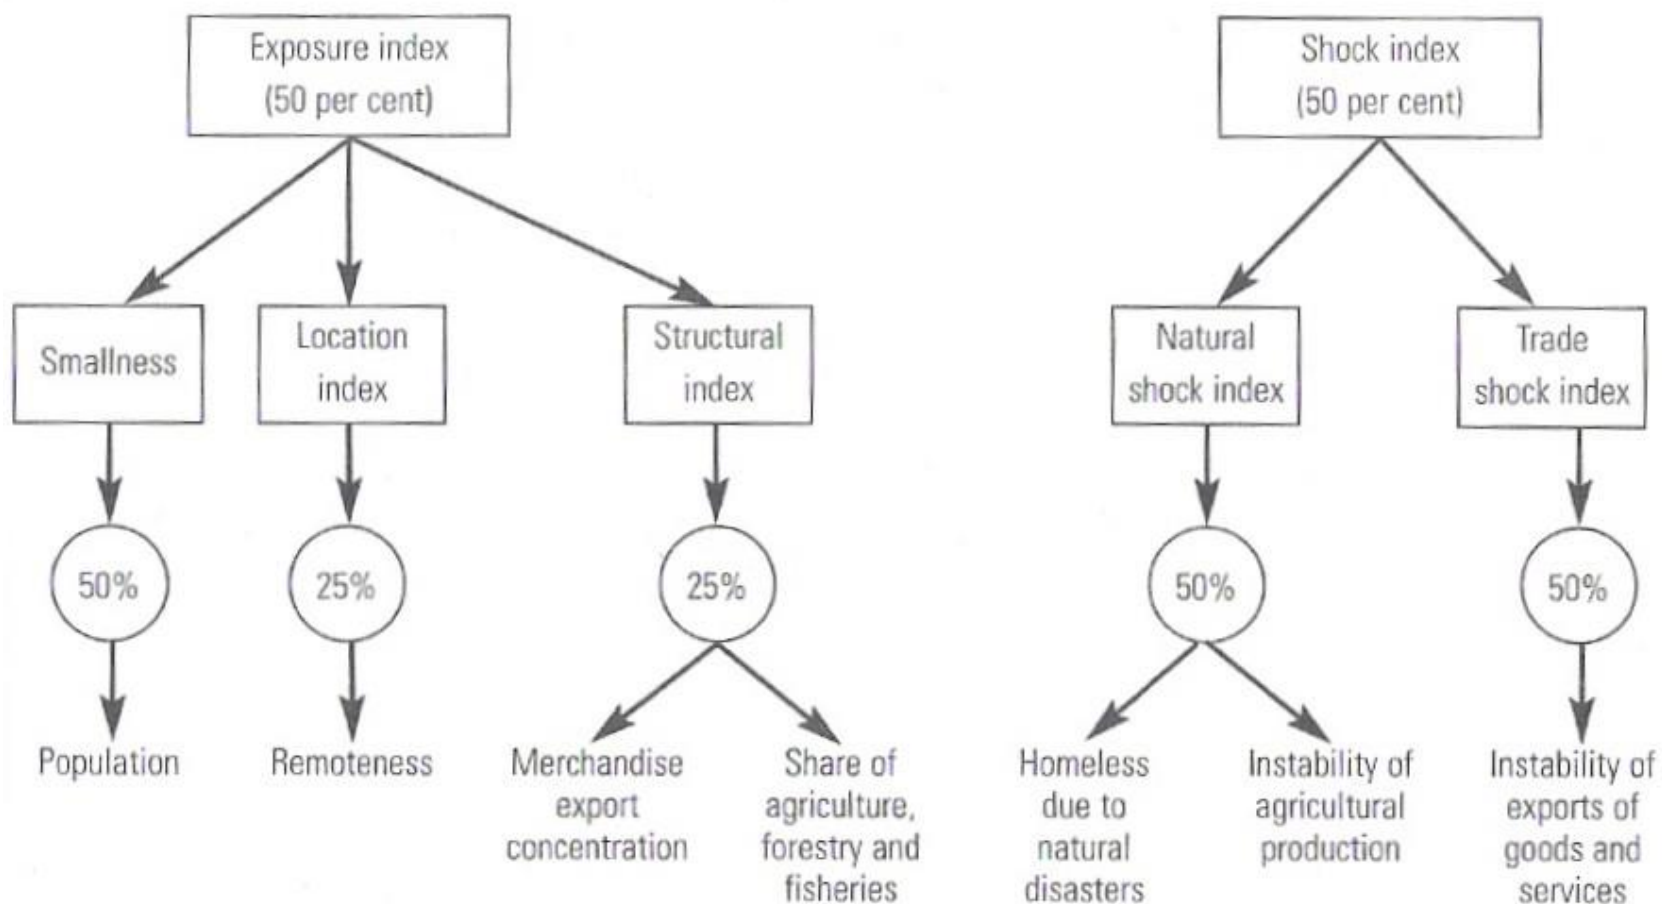 Exposure index
(50 per cent)
Shock index
(50 per cent)
Smallness
Location
index
Structural
index
Natural
shock index
Trade
shock index
50%
25%
25%
50%
50%
Population
Remoteness
Merchandise
export
concentration
Share of
agriculture,
forestry and
fisheries
Homeless
due to
natural
disasters
Instability of
agricultural
production
Instability of
exports of
goods and
services